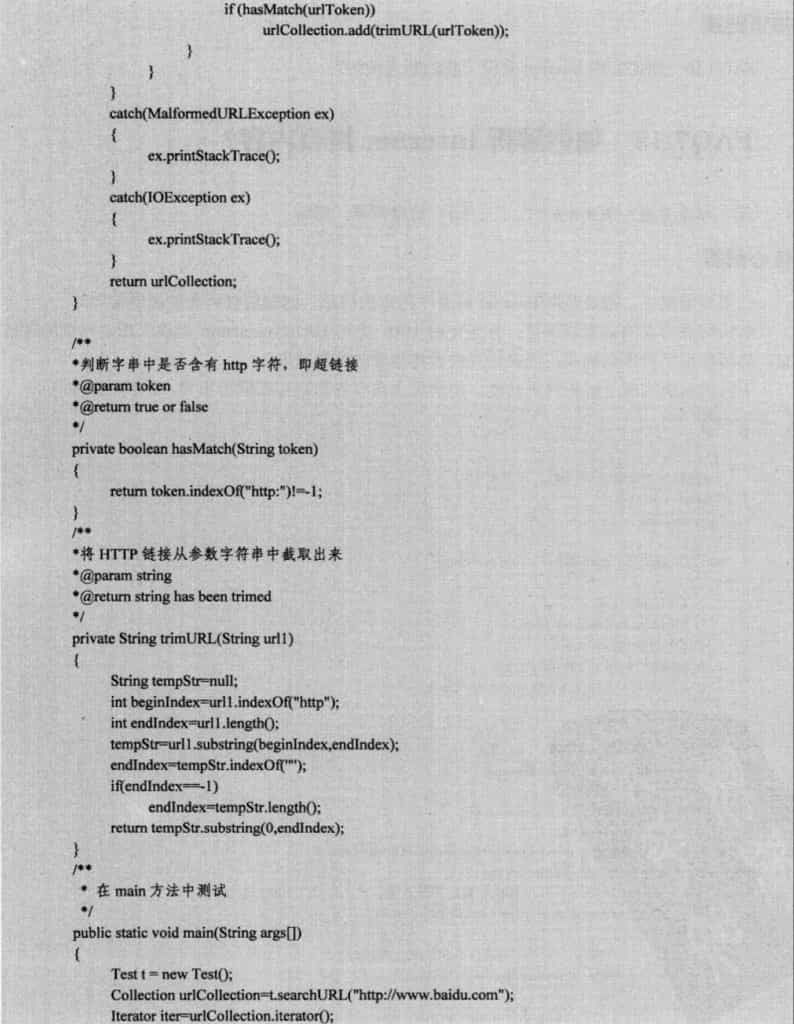 if (hasMatch(urlToken))
urlCollection.add(trimURL(urlToken));
}
}
}
catch(MalformedURLException ex)
{
ex.printStackTrace();
}
catch(IOException ex)
{
ex.printStackTrace();
}
return urlCollection;
}
/**
*判断字串中是否含有 http 字符，即超链接
*@param token
*@return true or false
*/
private boolean hasMatch(String token)
{
return token.indexOf("http:")!=-1;
}
/**
*将 HTTP 链接从参数字符串中截取出来
*@param string
*@return string has been trimed
*/
private String trimURL(String url1)
{
String tempStr=null;
int beginIndex=url1.indexOf("http");
int endIndex=url1.length();
tempStr=url1.substring(beginIndex,endIndex);
endIndex=tempStr.indexOf('"');
if(endIndex==-1)
endIndex=tempStr.length();
return tempStr.substring(0,endIndex);
}
/**
* 在 main 方法中测试
*/
public static void main(String args[])
{
Test t = new Test();
Collection urlCollection=t.searchURL("http://www.baidu.com");
Iterator iter=urlCollection.iterator();